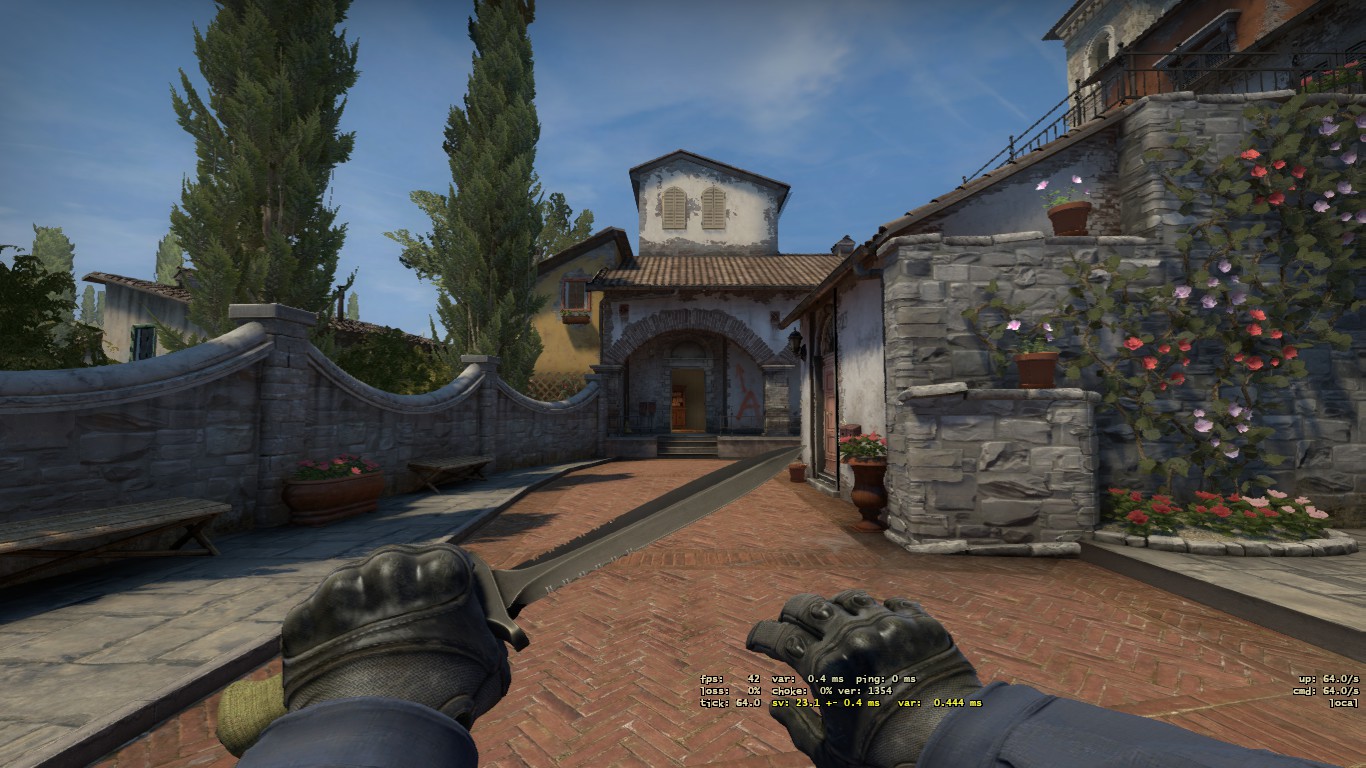 A
fps: 42 var: 0.4 ms ping: 0 ms
loss: 0% choke: 0% ver: 1354
tick: 64.0 sv: 23.1 +- 0.4 ms var: 0.444 ms
up: 64.0/s
cmd: 64.0/s
local